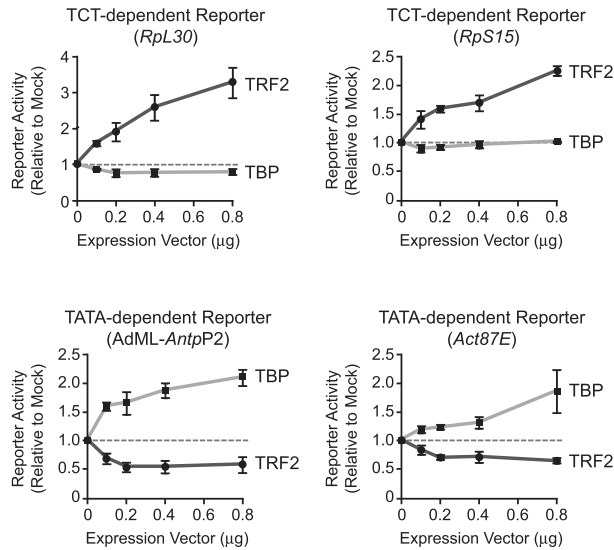 TCT-dependent Reporter
(RpL30)
Reporter Activity
(Relative to Mock)
4
3
2
1
0
TRF2
TBP
0 0.2 0.4 0.6 0.8
Expression Vector (μg)
TCT-dependent Reporter
(RpS15)
Reporter Activity
(Relative to Mock)
2.5
2.0
1.5
1.0
0.5
0
TRF2
TBP
0 0.2 0.4 0.6 0.8
Expression Vector (μg)
TATA-dependent Reporter
(AdML-AntpP2)
Reporter Activity
(Relative to Mock)
2.5
2.0
1.5
1.0
0.5
0
TBP
TRF2
0 0.2 0.4 0.6 0.8
Expression Vector (μg)
TATA-dependent Reporter
(Act87E)
Reporter Activity
(Relative to Mock)
2.5
2.0
1.5
1.0
0.5
0
TBP
TRF2
0 0.2 0.4 0.6 0.8
Expression Vector (μg)